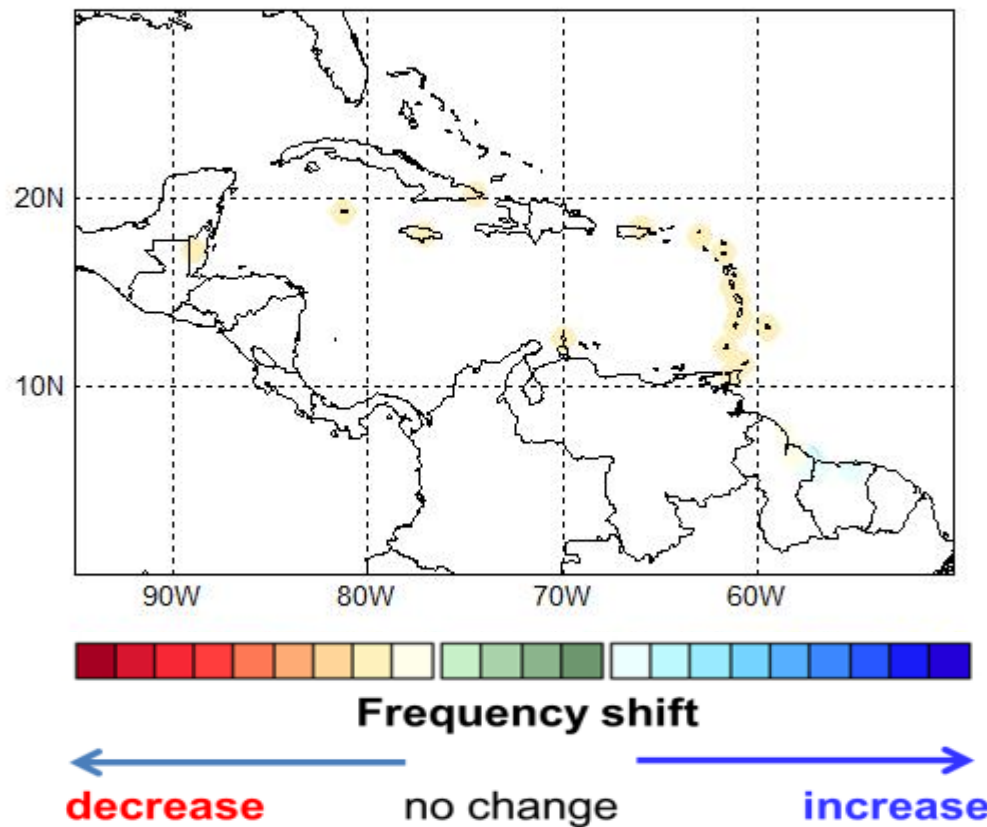 20N
10N
90W 80W 70W 60W
Frequency shift
decrease no change increase